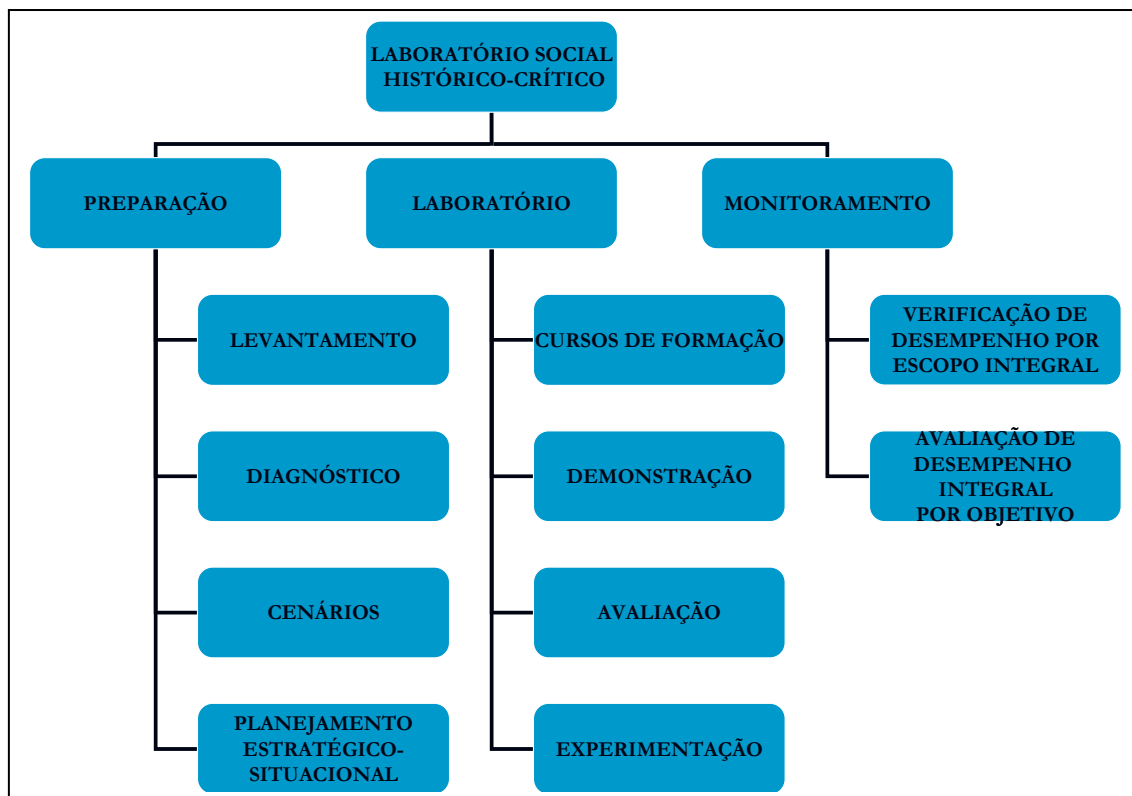 LABORATÓRIO SOCIAL
HISTÓRICO-CRÍTICO
PREPARAÇÃO
LABORATÓRIO
MONITORAMENTO
LEVANTAMENTO
DIAGNÓSTICO
CENÁRIOS
PLANEJAMENTO
ESTRATÉGICO-
SITUACIONAL
CURSOS DE FORMAÇÃO
DEMONSTRAÇÃO
AVALIAÇÃO
EXPERIMENTAÇÃO
VERIFICAÇÃO DE
DESEMPENHO POR
ESCOPO INTEGRAL
AVALIAÇÃO DE
DESEMPENHO
INTEGRAL
POR OBJETIVO